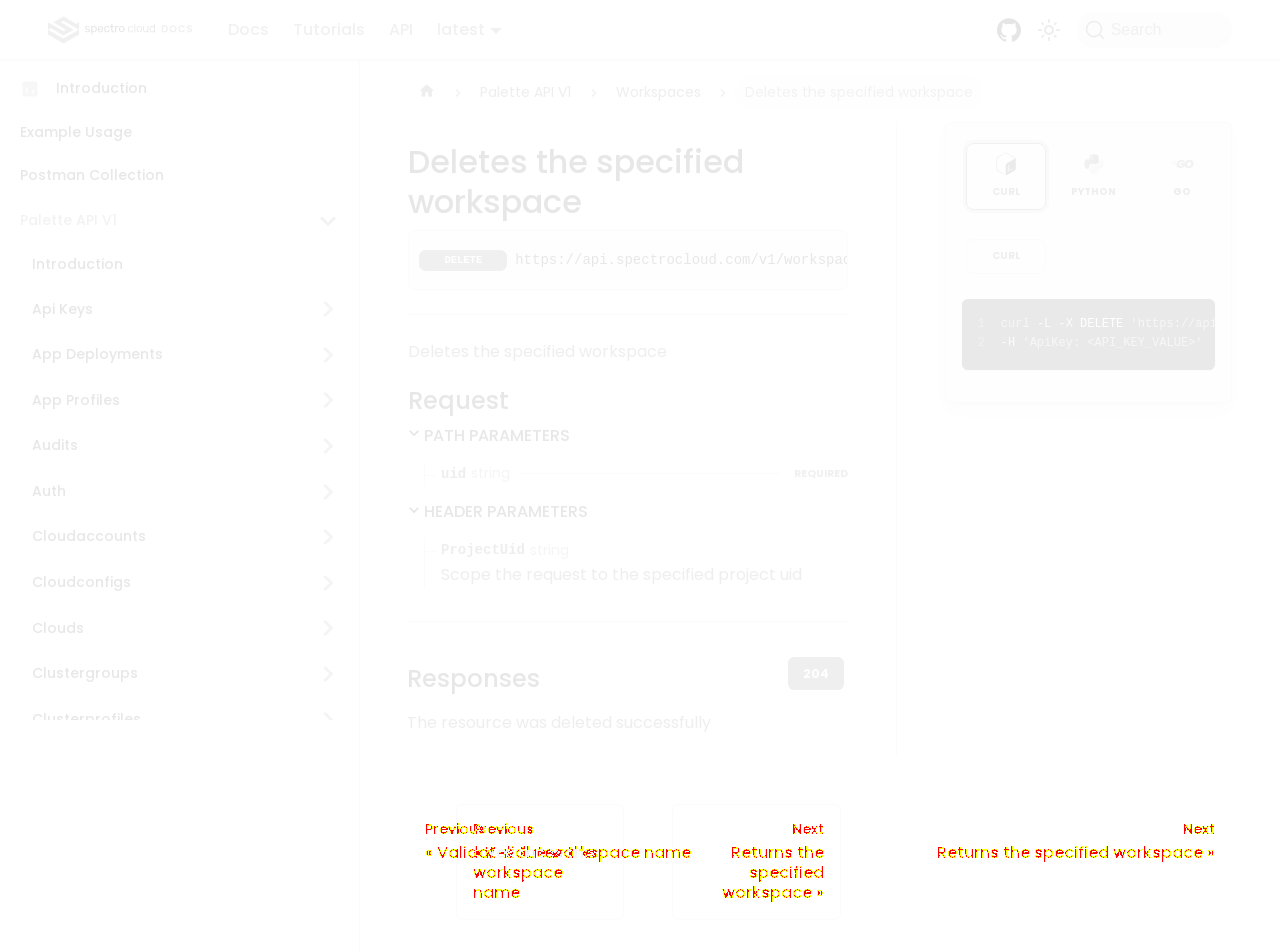 spectro cloud DOCS
Docs
Tutorials
API
latest
Search
Introduction
Example Usage
Postman Collection
Palette API V1
Introduction
Api Keys
App Deployments
App Profiles
Audits
Auth
Cloudaccounts
Cloudconfigs
Clouds
Clustergroups
Clusterprofiles
Palette API V1
Workspaces
Deletes the specified workspace
Deletes the specified
workspace
DELETE https://api.spectrocloud.com/v1/workspac
Deletes the specified workspace
Request
PATH PARAMETERS
uid string REQUIRED
HEADER PARAMETERS
ProjectUid string
Scope the request to the specified project uid
Responses
204
The resource was deleted successfully
CURL
PYTHON
GO
CURL
1 curl -L -X DELETE 'https://api
2 -H 'ApiKey: <API_KEY_VALUE>'
Previous
Previous
workspace name
workspace
name
Next
Returns the
specified
workspace »
Next
Returns the specified workspace »